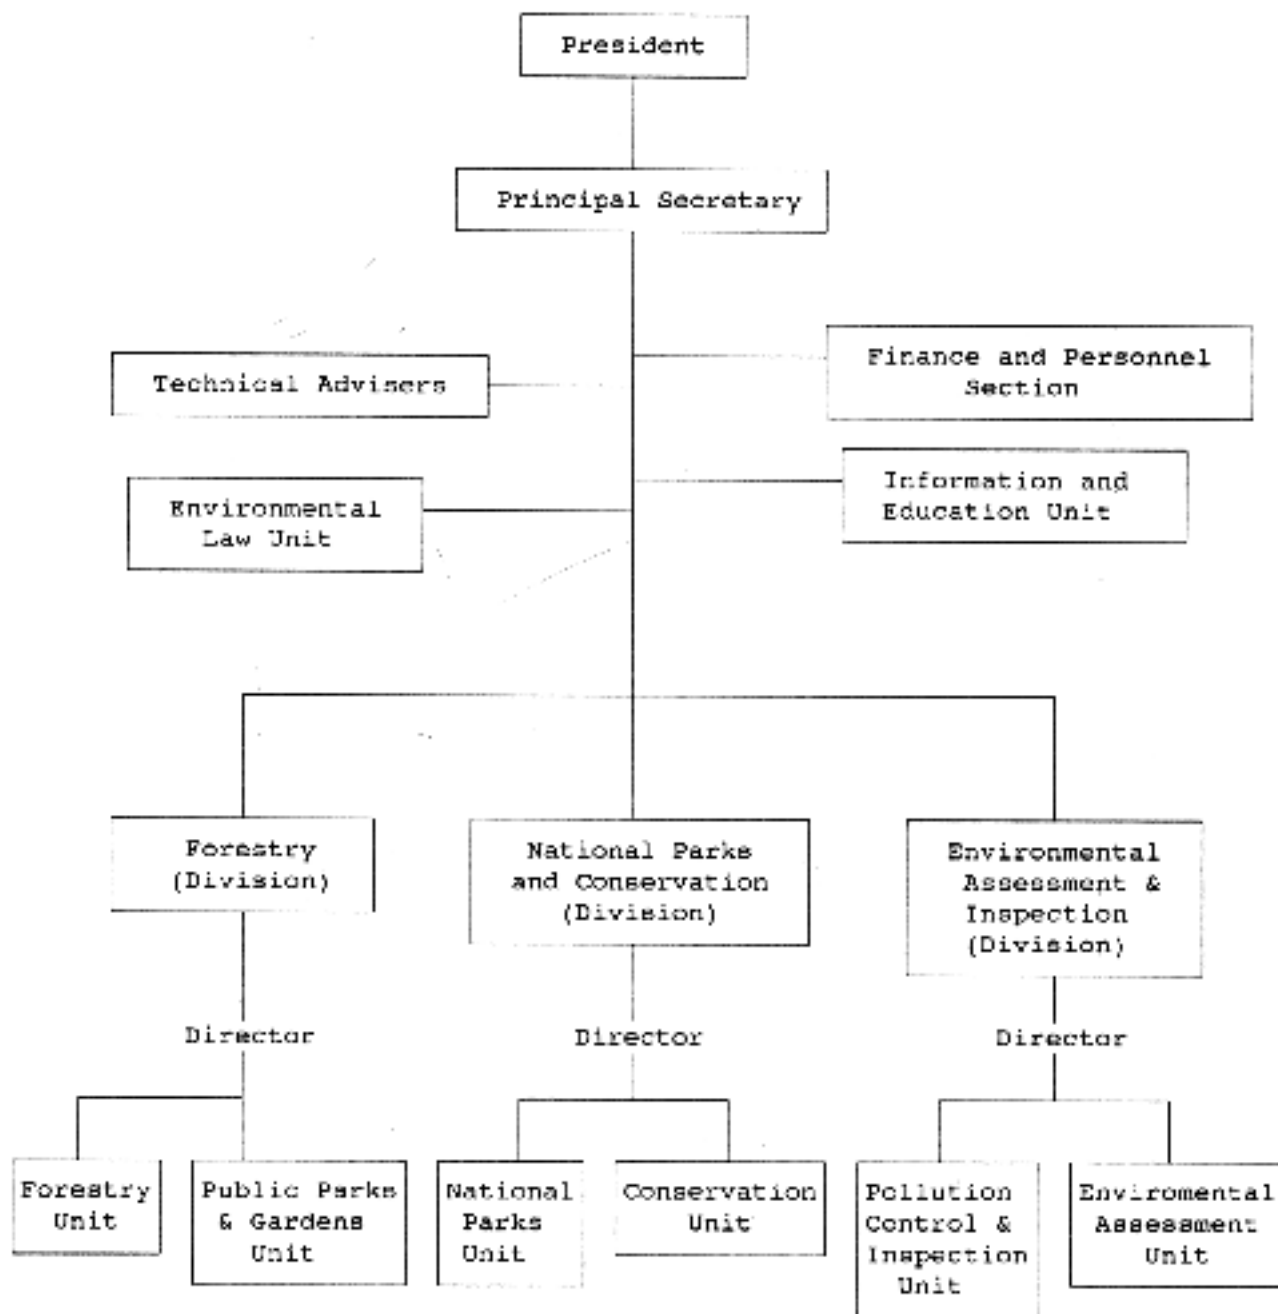 President
Principal Secretary
Technical Advisers
Finance and Personnel
Section
Environmental
Law Unit
Information and
Education Unit
Forestry
(Division)
National Parks
and Conservation
(Division)
Environmental
Assessment &
Inspection
(Division)
Director
Director
Director
Forestry
Unit
Public Parks
& Gardens
Unit
National
Parks
Unit
Conservation
Unit
Pollution
Control &
Inspection
Unit
Enviromental
Assessment
Unit